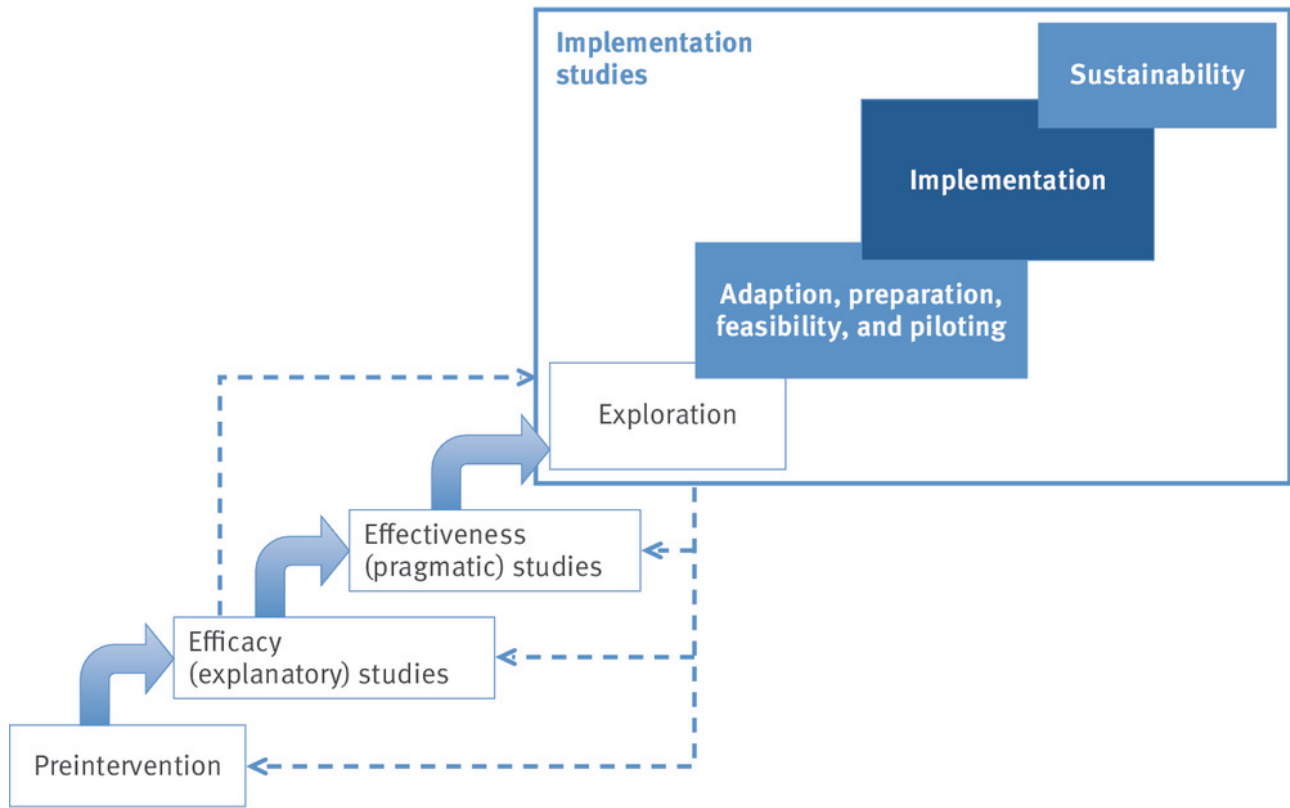 Implementation
studies
Sustainability
Implementation
Adaption, preparation,
feasibility, and piloting
Exploration
Effectiveness
(pragmatic) studies
Efficacy
(explanatory) studies
Preintervention